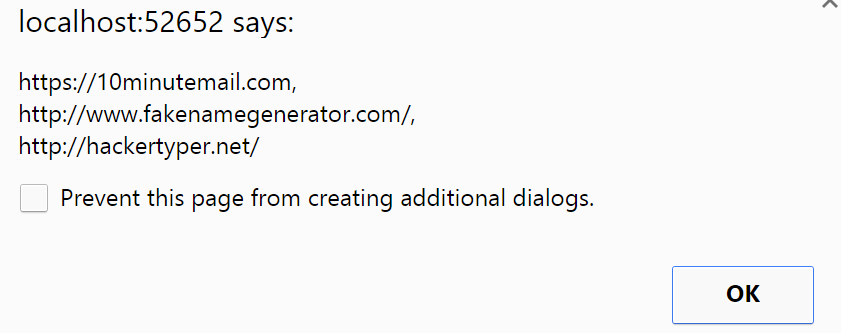 localhost:52652 says:
https://10minutemail.com,
http://www.fakenamegenerator.com/,
http://hackertyper.net/
Prevent this page from creating additional dialogs.
OK